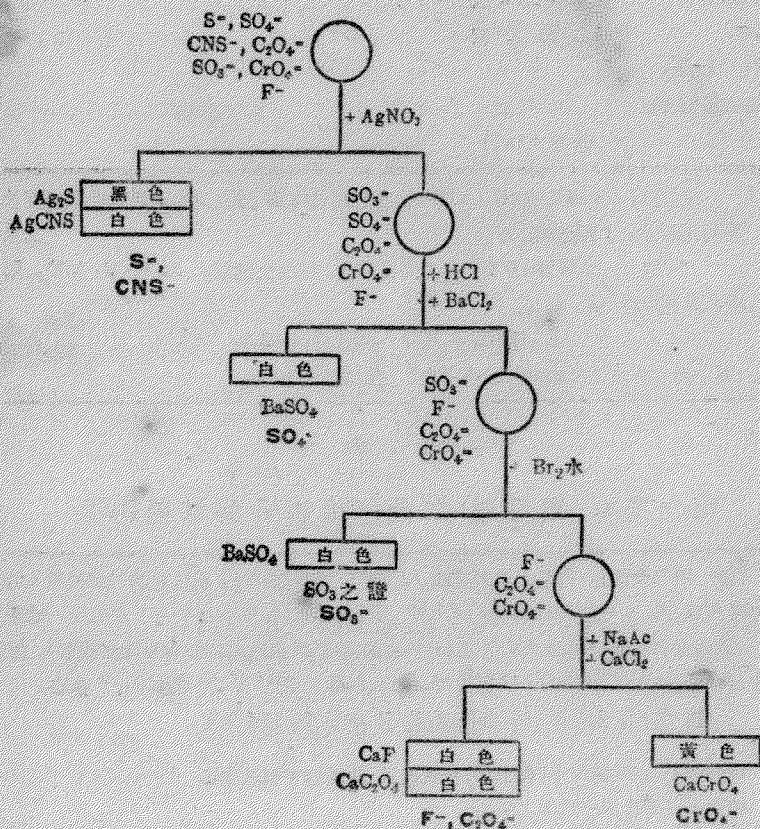 S⁼, SO₄⁼
CNS⁻, C₂O₄⁼
SO₃⁼, CrO₄⁼
F⁻
+ AgNO₃
Ag₂S 黑 色
AgCNS 白 色
S⁼,
CNS⁻
SO₃⁼
SO₄⁼
C₂O₄⁼
CrO₄⁼
F⁻
+ HCl
+ BaCl₂
白 色
BaSO₄
SO₄⁼
SO₃⁼
F⁻
C₂O₄⁼
CrO₄⁼
Br₂水
BaSO₄ 白 色
SO₃之 證
SO₃⁼
F⁻
C₂O₄⁼
CrO₄⁼
+ NaAc
+ CaCl₂
CaF 白 色
CaC₂O₄ 白 色
F⁻, C₂O₄⁼
黃 色
CaCrO₄
CrO₄⁼